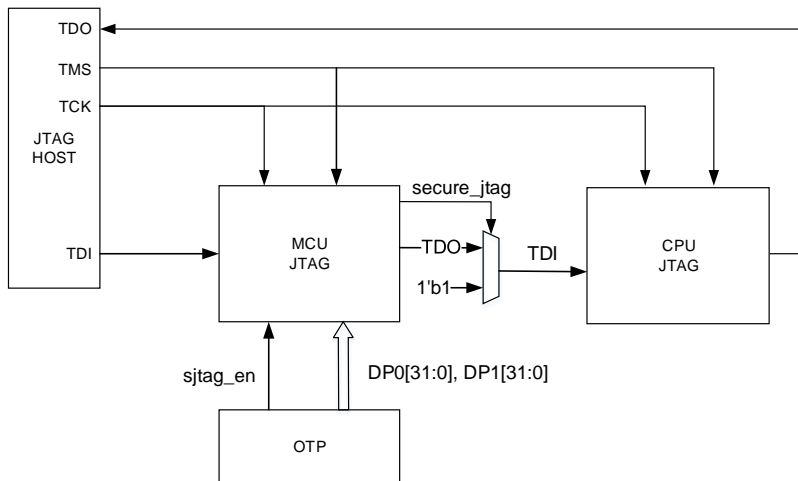 TDO
TMS
TCK
JTAG
HOST
TDI
secure_jtag
MCU
JTAG
TDO
1'b1
TDI
CPU
JTAG
sjtag_en
DP0[31:0], DP1[31:0]
OTP